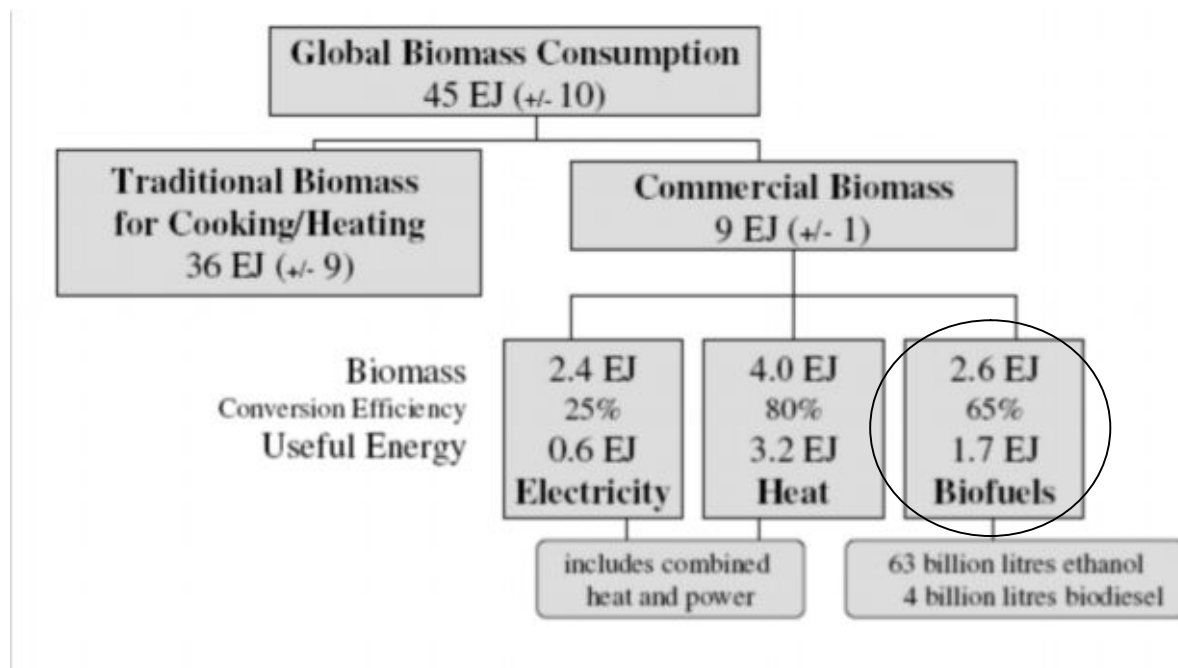 Global Biomass Consumption
45 EJ (+/- 10)
Traditional Biomass
for Cooking/Heating
36 EJ (+/- 9)
Commercial Biomass
9 EJ (+/- 1)
Biomass 2.4 EJ 4.0 EJ 2.6 EJ
Conversion Efficiency 25% 80% 65%
Useful Energy 0.6 EJ 3.2 EJ 1.7 EJ
Electricity Heat Biofuels
includes combined
heat and power
63 billion litres ethanol
4 billion litres biodiesel